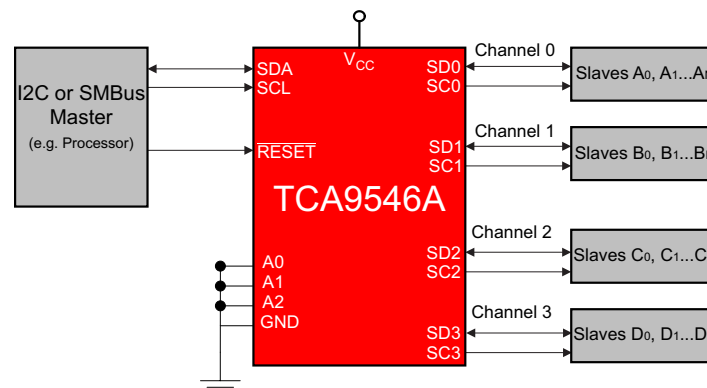 I2C or SMBus
Master
(e.g. Processor)
VCC
SDA
SCL
RESET
TCA9546A
A0
A1
A2
GND
SD0
SC0
SD1
SC1
SD2
SC2
SD3
SC3
Channel 0
Channel 1
Channel 2
Channel 3
Slaves A0, A1...A
Slaves B0, B1...B
Slaves C0, C1...C
Slaves D0, D1...D